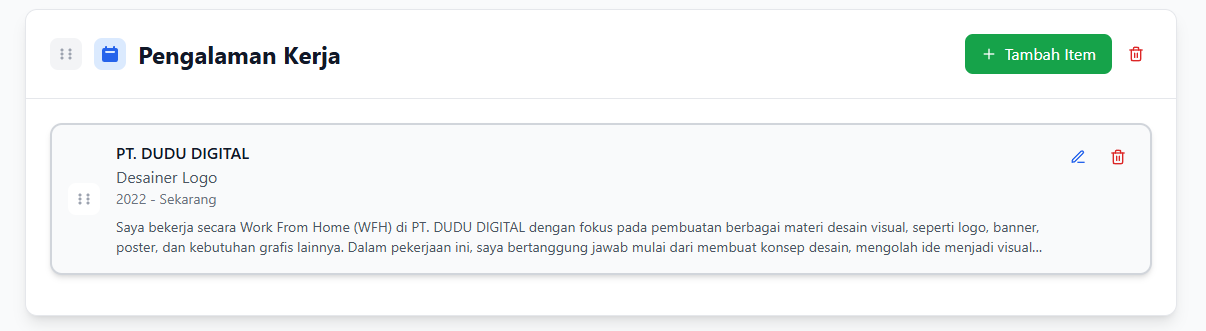 Pengalaman Kerja
+ Tambah Item
PT. DUDU DIGITAL
Desainer Logo
2022 - Sekarang
Saya bekerja secara Work From Home (WFH) di PT. DUDU DIGITAL dengan fokus pada pembuatan berbagai materi desain visual, seperti logo, banner,
poster, dan kebutuhan grafis lainnya. Dalam pekerjaan ini, saya bertanggung jawab mulai dari membuat konsep desain, mengolah ide menjadi visual...